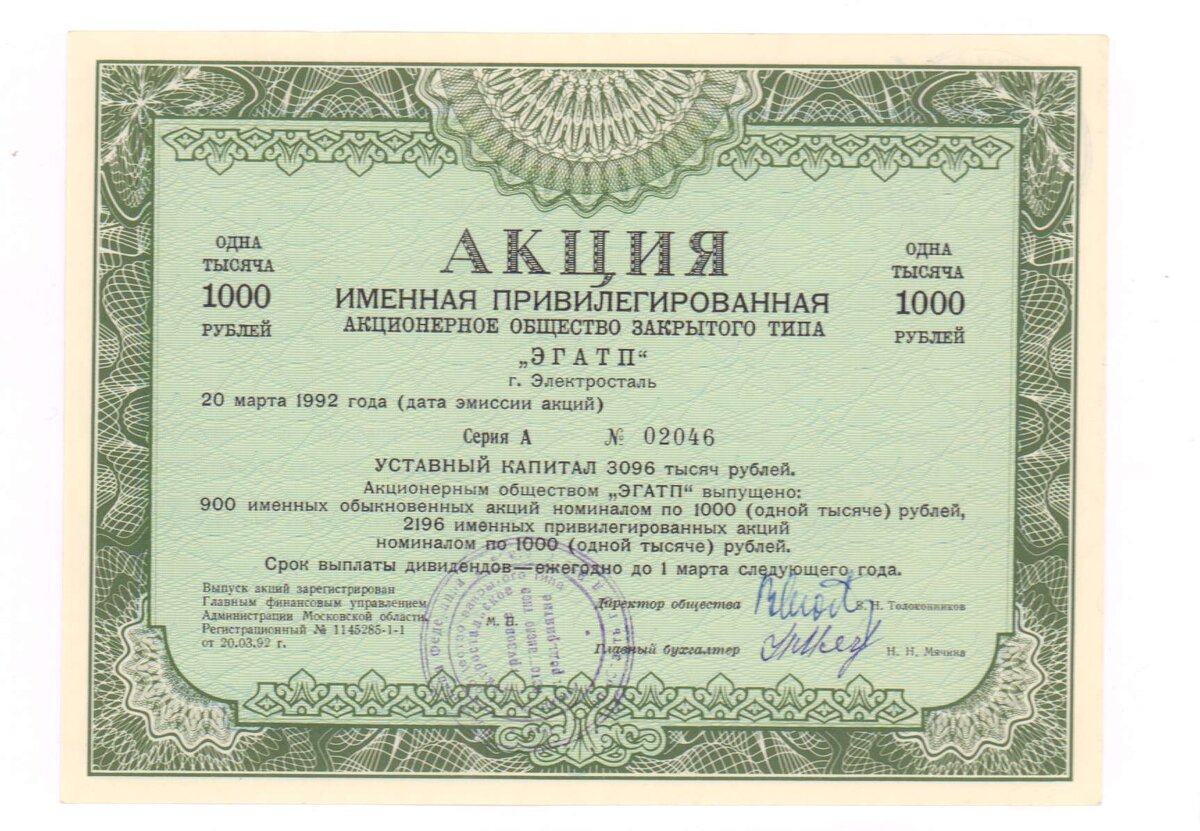 АКЦИЯ
ОДНА
ТЫСЯЧА
1000
РУБЛЕЙ
ОДНА
ТЫСЯЧА
1000
РУБЛЕЙ
ИМЕННАЯ ПРИВИЛЕГИРОВАННАЯ
АКЦИОНЕРНОЕ ОБЩЕСТВО ЗАКРЫТОГО ТИПА
„ЭГАТП“
г. Электросталь
20 марта 1992 года (дата эмиссии акций)
Серия А № 02046
УСТАВНЫЙ КАПИТАЛ 3096 тысяч рублей.
Акционерным обществом „ЭГАТП“ выпущено:
900 именных обыкновенных акций номиналом по 1000 (одной тысяче) рублей,
2196 именных привилегированных акций
номиналом по 1000 (одной тысяче) рублей.
Срок выплаты дивидендов—ежегодно до 1 марта следующего года.
Выпуск акций зарегистрирован
Главным финансовым управлением
Администрации Московской области
Регистрационный № 1145285-1-1
от 20.03.92 г.
М. П.
Директор общества В. Н. Толоконников
Главный бухгалтер Н. Н. Мячина